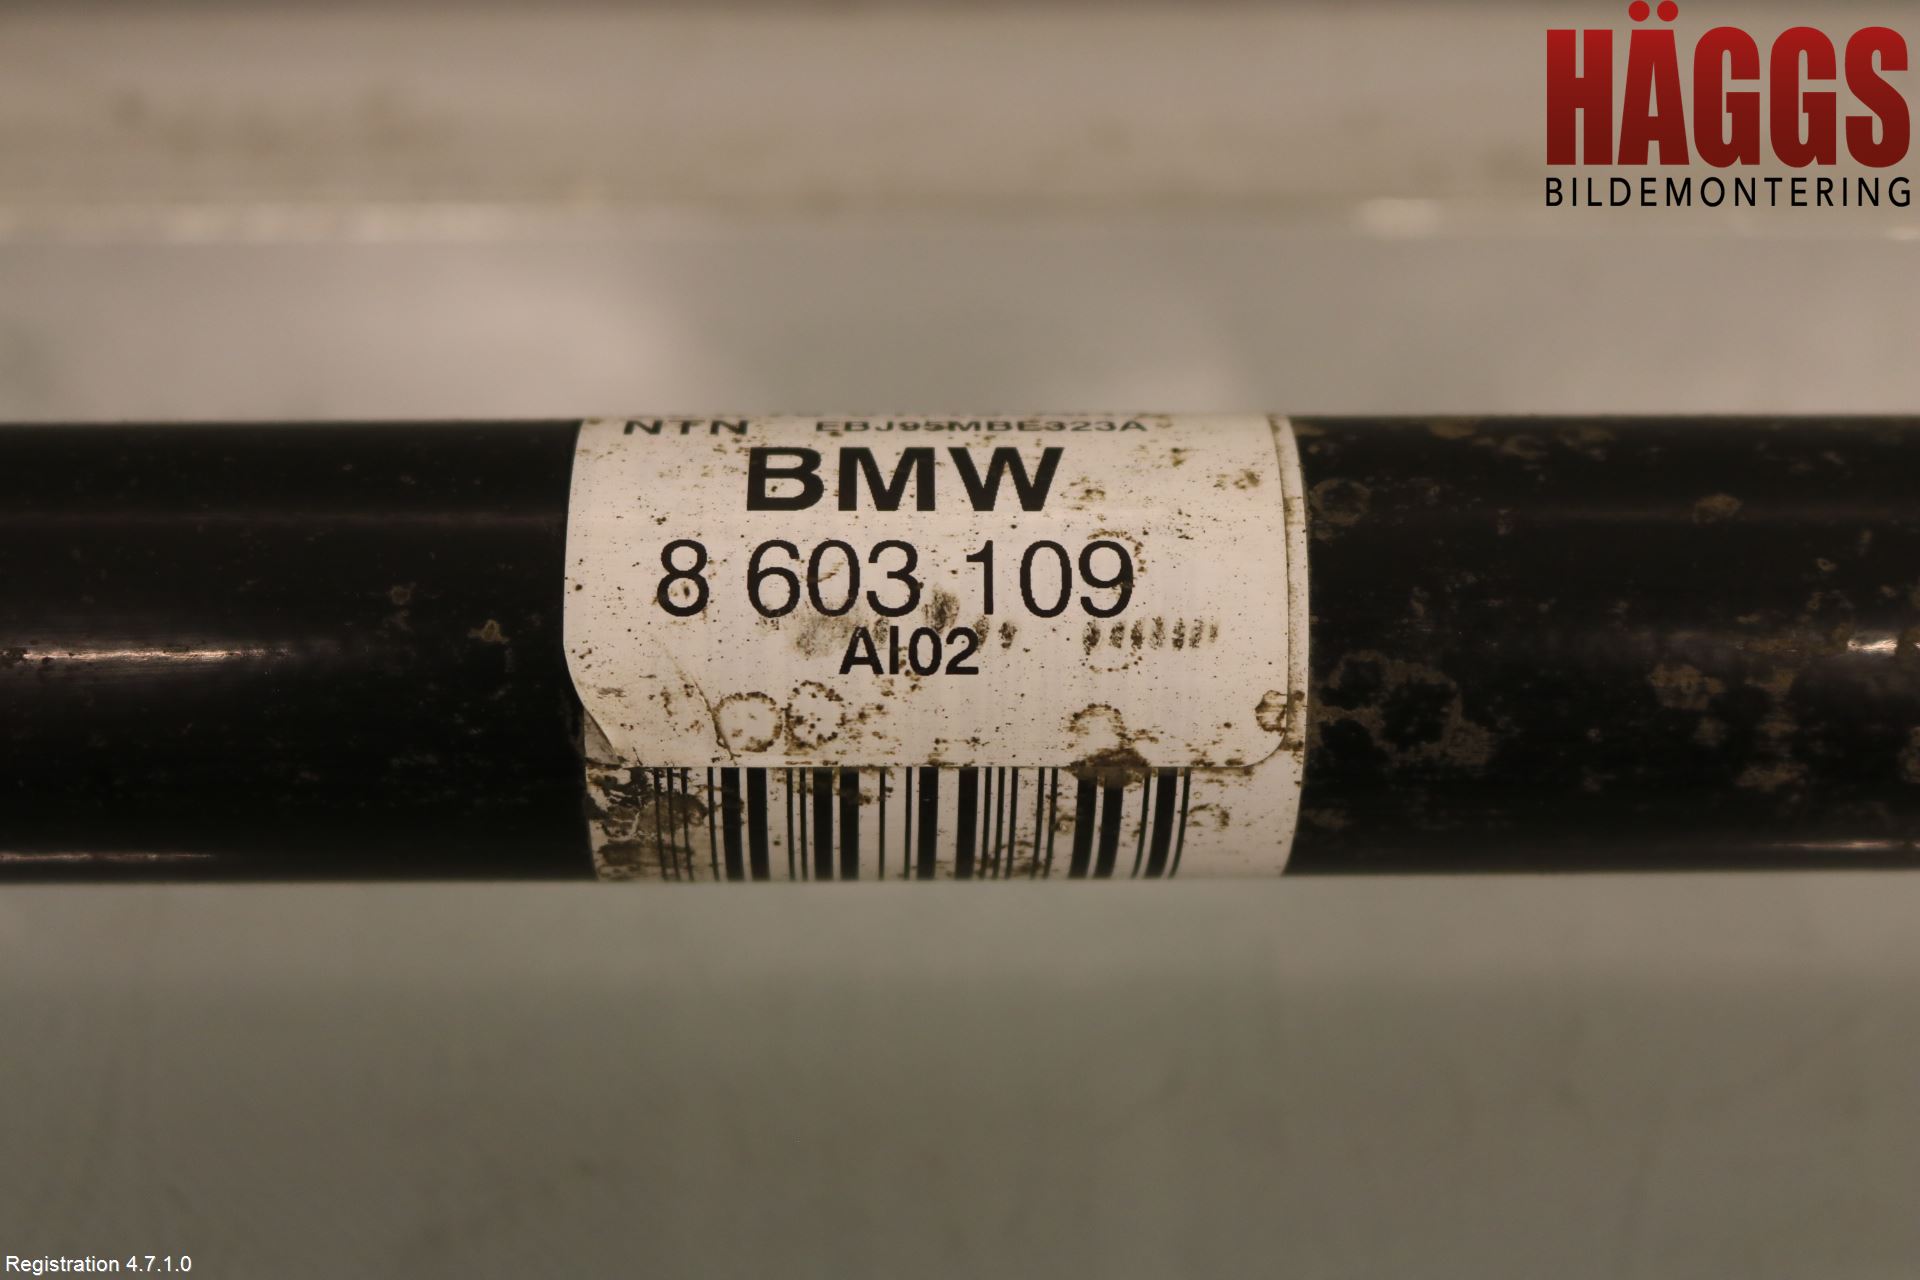 HÄGGS
BILDEMONTERING
NTN EBJ95MBE323A
BMW
8 603 109
AI02
Registration 4.7.1.0